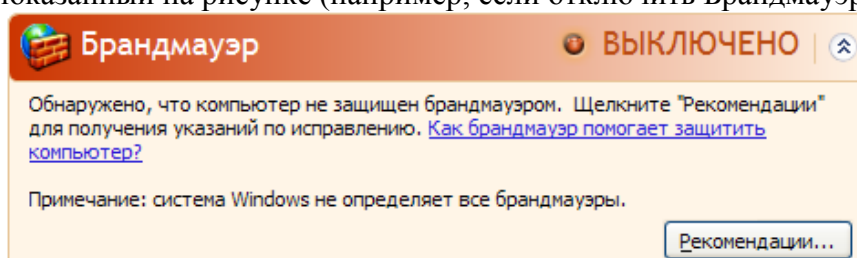 показанный на рисунке (например, если отключить Брандмауэр
Брандмауэр ВЫКЛЮЧЕНО
Обнаружено, что компьютер не защищен брандмауэром. Щелкните "Рекомендации"
для получения указаний по исправлению. Как брандмауэр помогает защитить
компьютер?
Примечание: система Windows не определяет все брандмауэры.
Рекомендации...